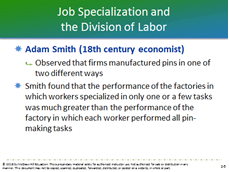 Job Specialization and
the Division of Labor
Adam Smith (18th century economist)
Observed that firms manufactured pins in one of
two different ways
Smith found that the performance of the factories in
which workers specialized in only one or a few tasks
was much greater than the performance of the
factory in which each worker performed all pin-
making tasks